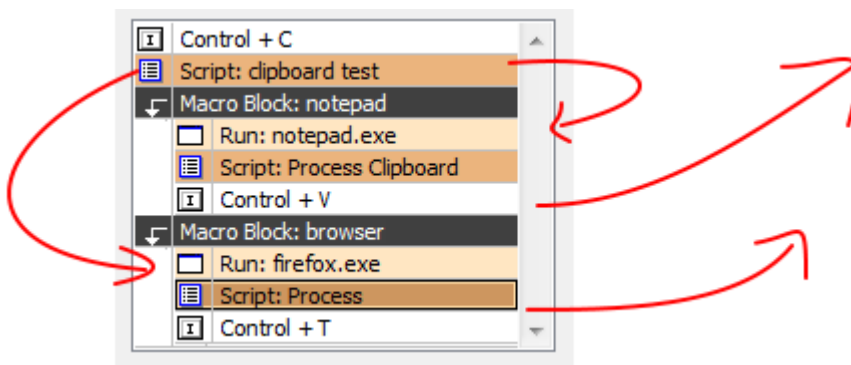 Control + C
Script: clipboard test
Macro Block: notepad
Run: notepad.exe
Script: Process Clipboard
Control + V
Macro Block: browser
Run: firefox.exe
Script: Process
Control + T